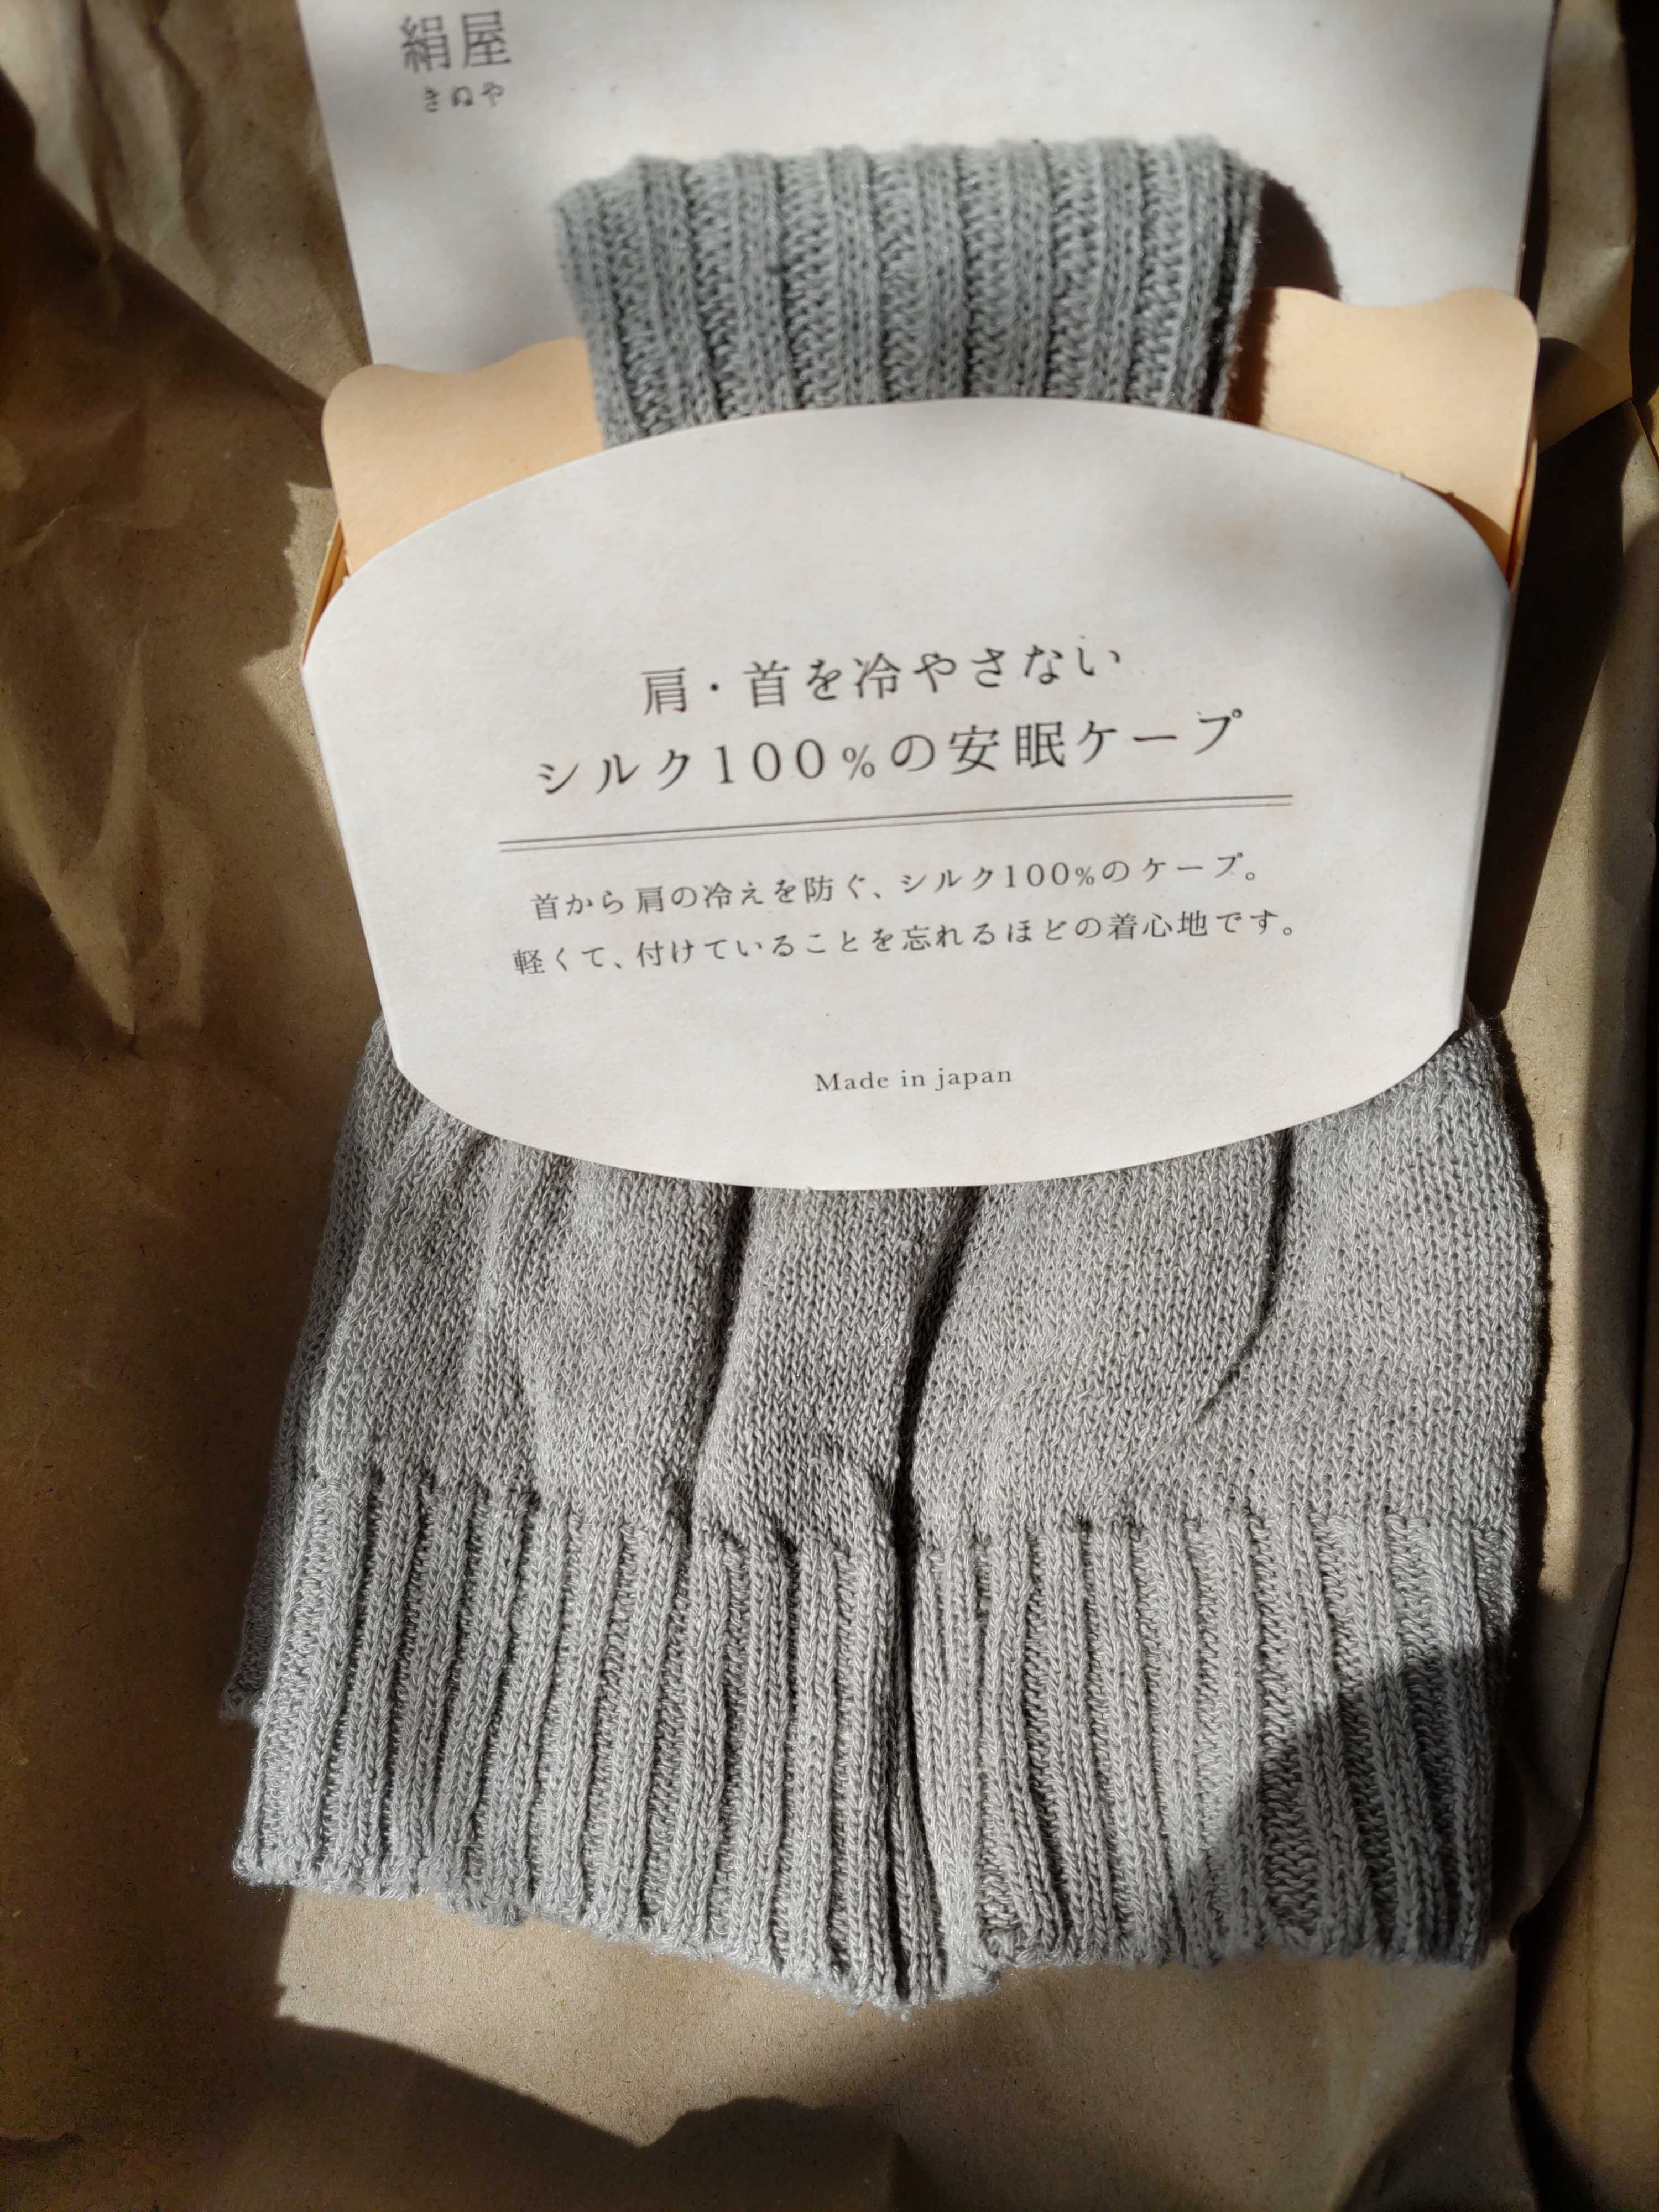 絹屋
きぬや
肩・首を冷やさない
シルク100%の安眠ケープ
首から肩の冷えを防ぐ、シルク100%のケープ。
軽くて、付けていることを忘れるほどの着心地です。
Made in japan